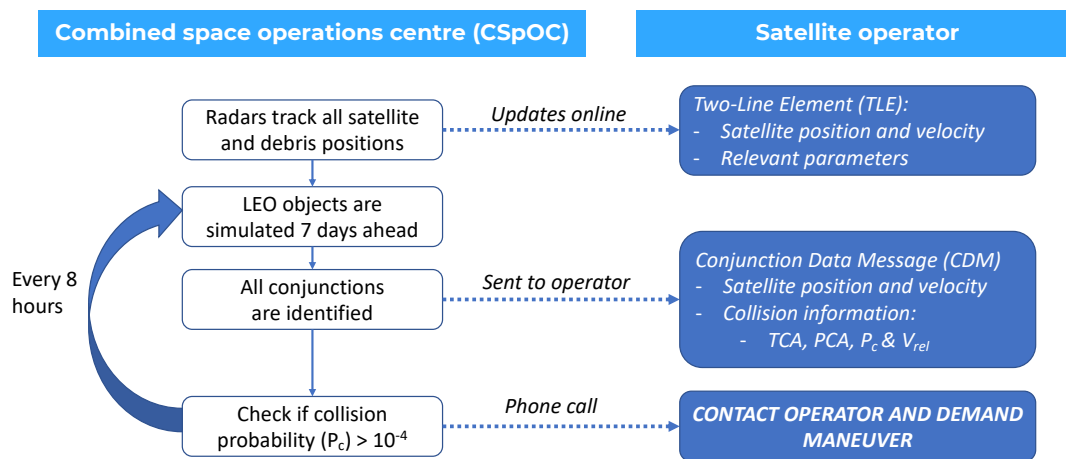 Combined space operations centre (CSpOC)
Satellite operator
Radars track all satellite
and debris positions
Updates online
Two-Line Element (TLE):
- Satellite position and velocity
- Relevant parameters
LEO objects are
simulated 7 days ahead
Every 8
hours
All conjunctions
are identified
Sent to operator
Conjunction Data Message (CDM)
- Satellite position and velocity
- Collision information:
- TCA, PCA, Pc & Vrel
Check if collision
probability (Pc) > 10-4
Phone call
CONTACT OPERATOR AND DEMAND
MANEUVER